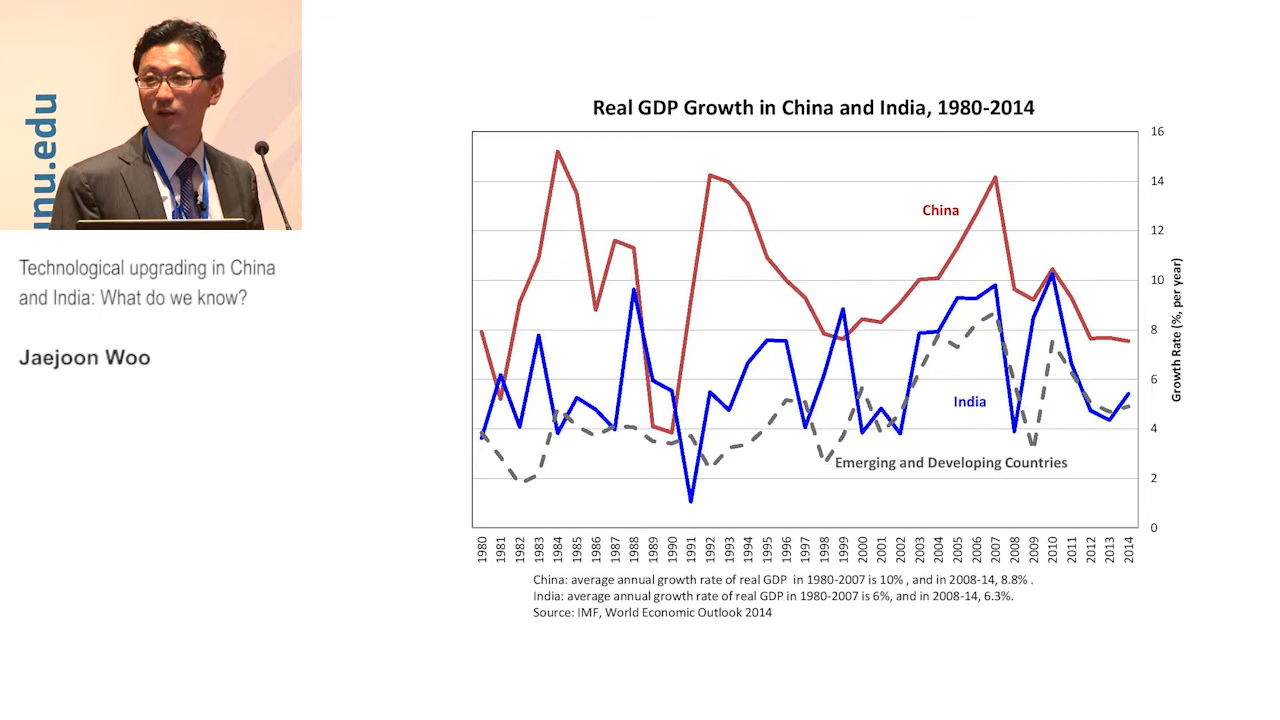 unu.edu
Technological upgrading in China
and India: What do we know?
Jaejoon Woo
Real GDP Growth in China and India, 1980-2014
16
14
12
10
8
6
4
2
0
Growth Rate (%, per year)
China
India
Emerging and Developing Countries
1980 1981 1982 1983 1984 1985 1986 1987 1988 1989 1990 1991 1992 1993 1994 1995 1996 1997 1998 1999 2000 2001 2002 2003 2004 2005 2006 2007 2008 2009 2010 2011 2012 2013 2014
China: average annual growth rate of real GDP in 1980-2007 is 10% , and in 2008-14, 8.8% .
India: average annual growth rate of real GDP in 1980-2007 is 6%, and in 2008-14, 6.3%.
Source: IMF, World Economic Outlook 2014